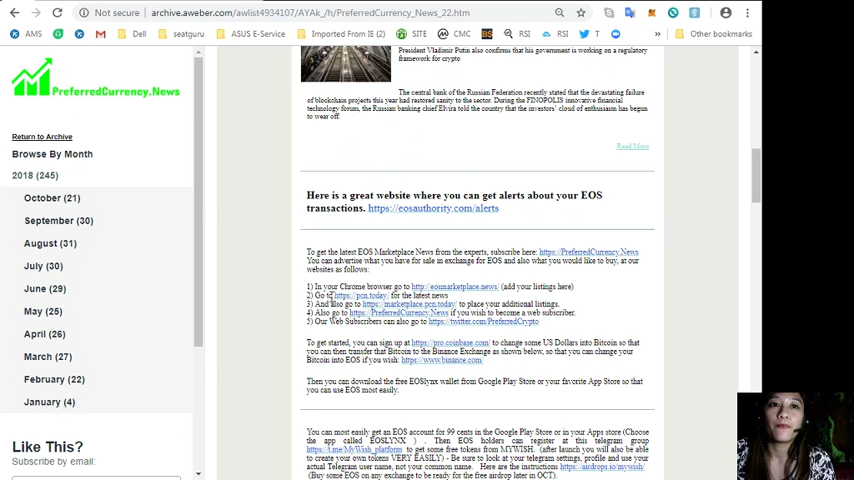 archive.aweber.com/awlist4934107/AYAk_/h/PreferredCurrency_News_22.htm
AMS
Dell
seatguru
ASUS E-Service
Imported From IE (2)
SITE
CMC
RSI
RSI
T
»
Other bookmarks
PreferredCurrency.News
Return to Archive
Browse By Month
2018 (245)
October (21)
September (30)
August (31)
July (30)
June (29)
May (31)
April (26)
March (27)
February (22)
January (4)
Like This?
Subscribe by email:
President Vladimir Putin also confirms that his government is working on a regulatory
framework for crypto
The central bank of the Russian Federation recently stated that the devastating failure
of blockchain projects this year had restored sanity to the sector. During the FINOPOLIS innovative financial
technology forum, the Russian banking chief Elvira told the country that the investors' cloud of enthusiasm has begun
to wear off.
Read More
Here is a great website where you can get alerts about your EOS
transactions. https://eosauthority.com/alerts
To get the latest EOS Marketplace News from the experts, subscribe here: https://PreferredCurrency.News
You can advertise what you have for sale in exchange for EOS and also what you would like to buy, at our
websites as follows:
1) In your Chrome browser go to http://eosmarketplace.news/ (add your listings here)
2) Go to https://pcn.today/ for the latest news
3) And also go to https://marketplace.pcn.today/ to place your additional listings.
4) Also go to https://PreferredCurrency.News if you wish to become a web subscriber.
5) Our Web Subscribers can also go to https://twitter.com/PreferredCrypto
To get started, you can sign up at https://pro.coinbase.com/ to change some US Dollars into Bitcoin so that
you can then transfer that Bitcoin to the Binance Exchange as shown below, so that you can change your
Bitcoin into EOS if you wish: https://www.binance.com/
Then you can download the free EOSlynx wallet from Google Play Store or your favorite App Store so that
you can use EOS most easily.
You can most easily get an EOS account for 99 cents in the Google Play Store or in your Apps store (Choose
the app called EOSLYNX ) . Then EOS holders can register at this telegram group
https://t.me/MyWish_platform to get some free tokens from MYWISH. (after launch you will also be able
to create your own tokens VERY EASILY) - Be sure to look at your telegram settings, profile and use your
actual Telegram user name, not your common name. Here are the instructions https://airdrops.io/mywish/
(Buy some EOS on any exchange to be ready for the free airdrop later in OCT).